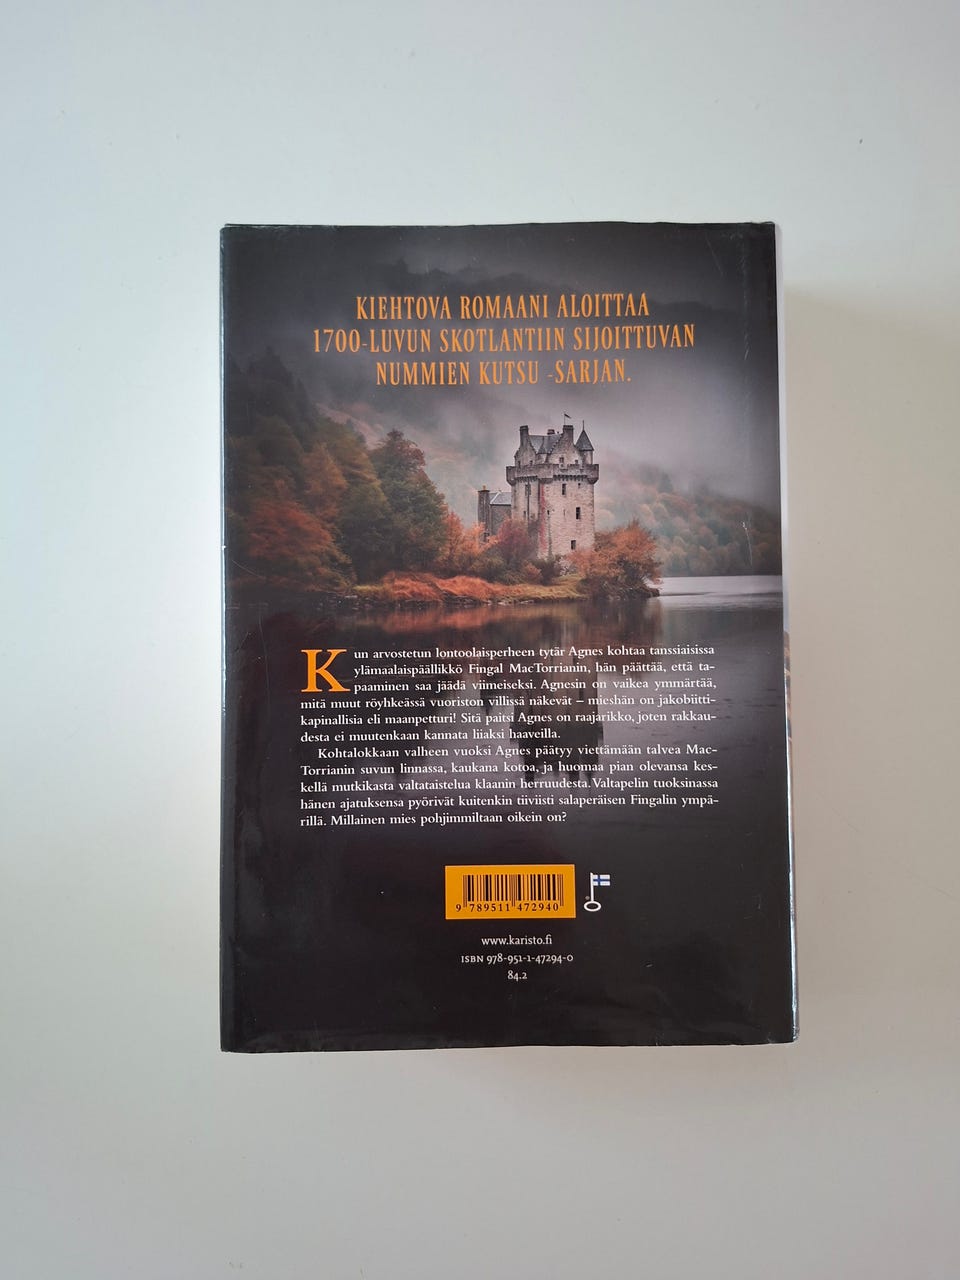 KIEHTOVA ROMAANI ALOITTAA
1700-LUVUN SKOTLANTIIN SIJOITTUVAN
NUMMIEN KUTSU -SARJAN.
Kun arvostetun lontoolaisperheen tytär Agnes kohtaa tanssiaisissa
ylämaalaispäällikkö Fingal MacTorrianin, hän päättää, että ta-
paaminen saa jäädä viimeiseksi. Agnesin on vaikea ymmärtää,
mitä muut röyhkeässä vuoriston villissä näkevät – mieshän on jakobiitti-
kapinallisia eli maanpetturi! Sitä paitsi Agnes on raajarikko, joten rakkau-
desta ei muutenkaan kannata liiaksi haaveilla.
Kohtalokkaan valheen vuoksi Agnes päätyy viettämään talvea Mac-
Torrianin suvun linnassa, kaukana kotoa, ja huomaa pian olevansa kes-
kellä mutkikasta valtataistelua klaanin herruudesta. Valtapelin tuoksinassa
hänen ajatuksensa pyörivät kuitenkin tiiviisti salaperäisen Fingalin ympä-
rillä. Millainen mies pohjimmiltaan oikein on?
9 789511 472940
www.karisto.fi
ISBN 978-951-1-47294-0
84.2